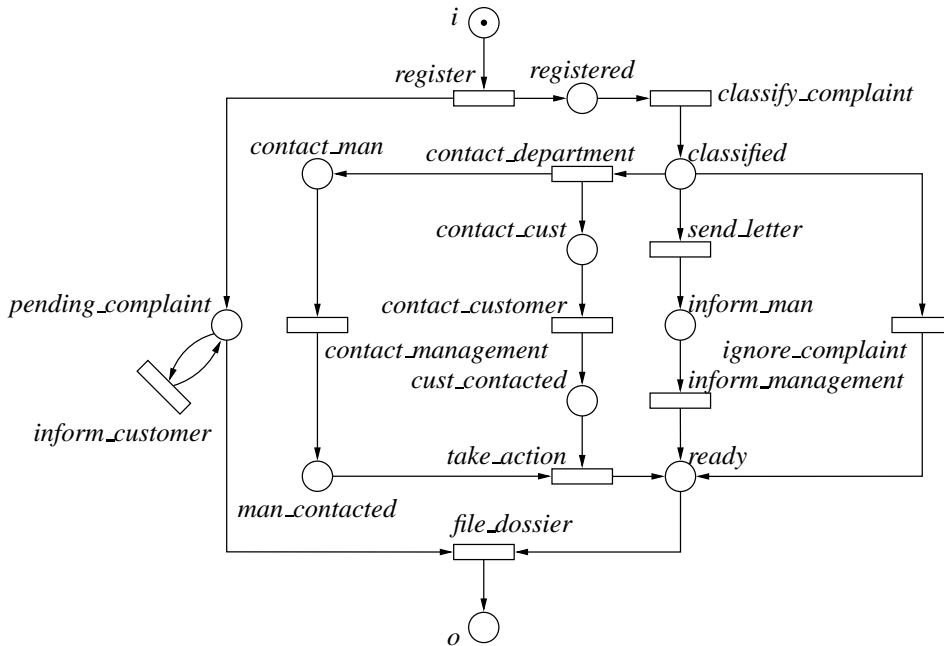 i
register
registered
classify_complaint
contact_man
contact_department
classified
contact_cust
send_letter
pending_complaint
contact_customer
inform_man
contact_management
ignore_complaint
cust_contacted
inform_management
inform_customer
take_action
ready
man_contacted
file_dossier
o